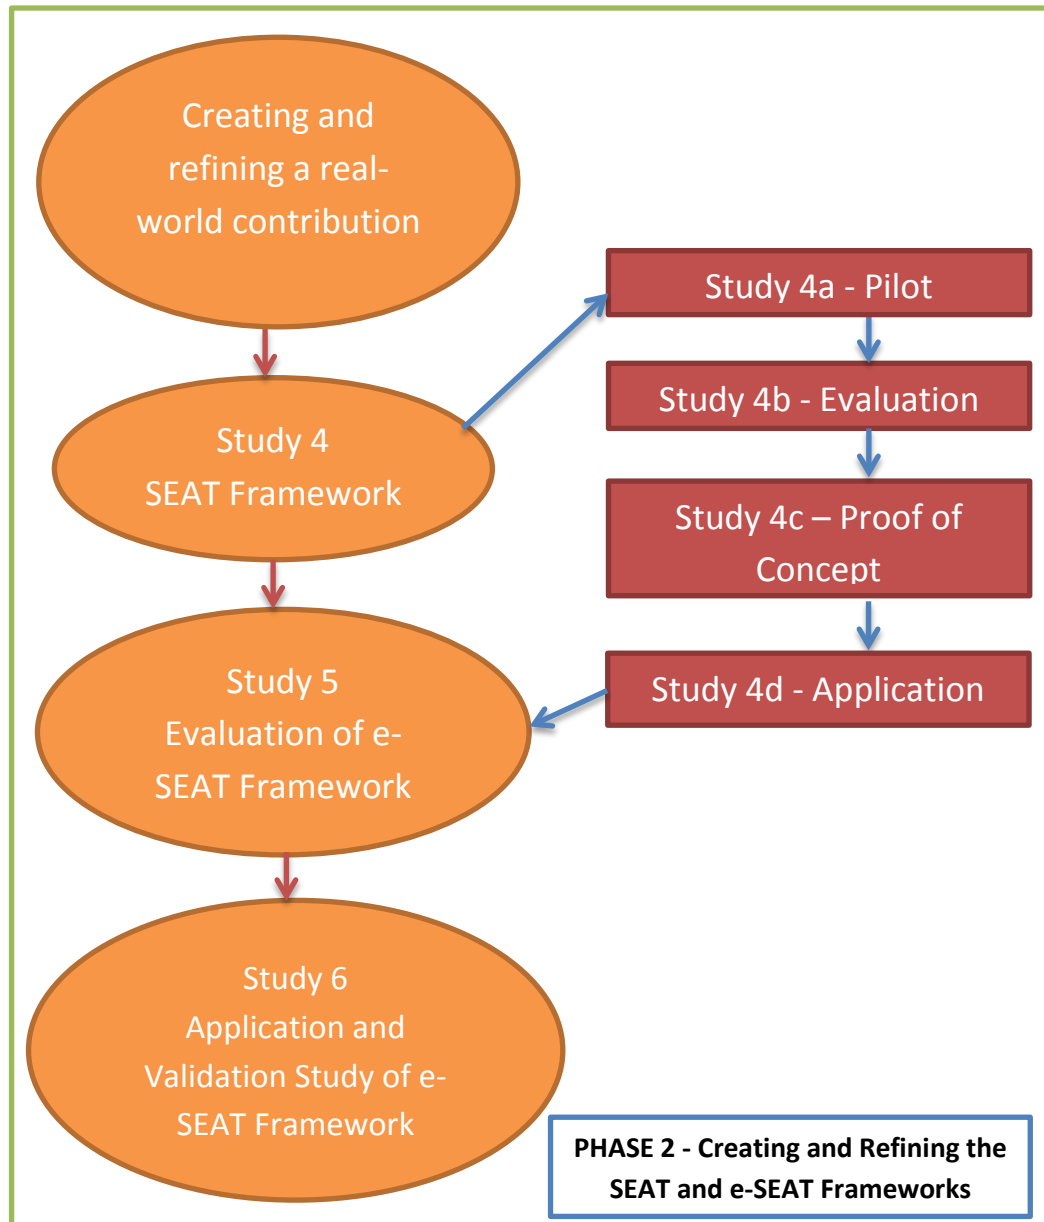 Creating and
refining a real-
world contribution
Study 4
SEAT Framework
Study 4a - Pilot
Study 4b - Evaluation
Study 4c – Proof of
Concept
Study 4d - Application
Study 5
Evaluation of e-
SEAT Framework
Study 6
Application and
Validation Study of e-
SEAT Framework
PHASE 2 - Creating and Refining the
SEAT and e-SEAT Frameworks